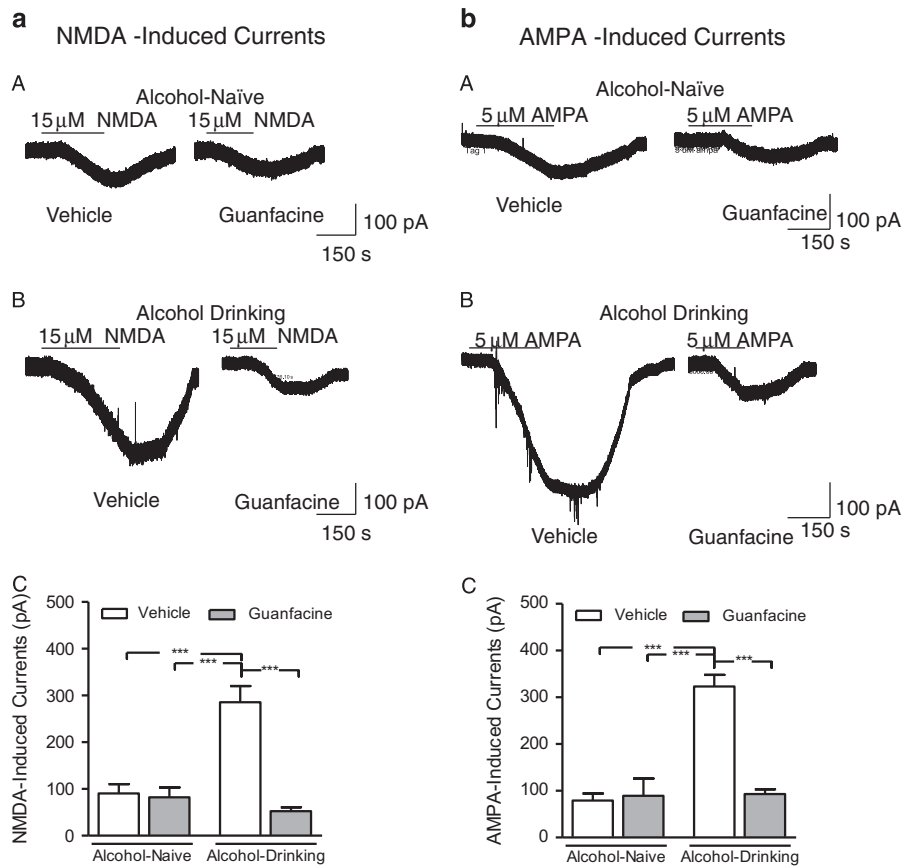 a
NMDA -Induced Currents
A
Alcohol-Naïve
15 µM NMDA
15 µM NMDA
Vehicle
Guanfacine
100 pA
150 s
B
Alcohol Drinking
15 µM NMDA
15 µM NMDA
Vehicle
Guanfacine
100 pA
150 s
C
NMDA-Induced Currents (pA)
500
400
300
200
100
0
Vehicle
Guanfacine
***
***
***
Alcohol-Naive
Alcohol-Drinking
b
AMPA -Induced Currents
A
Alcohol-Naïve
5 µM AMPA
5 µM AMPA
Tag 1
Vehicle
Guanfacine
100 pA
150 s
B
Alcohol Drinking
5 µM AMPA
5 µM AMPA
Vehicle
Guanfacine
100 pA
150 s
C
AMPA-Induced Currents (pA)
500
400
300
200
100
0
Vehicle
Guanfacine
***
***
***
Alcohol-Naive
Alcohol-Drinking